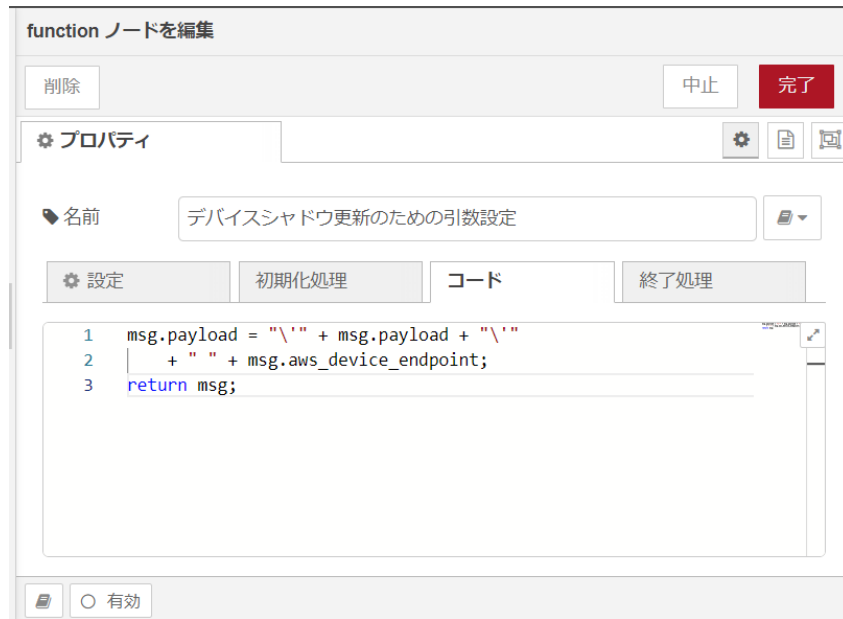 function ノードを編集
削除
中止
完了
プロパティ
名前
デバイスシャドウ更新のための引数設定
設定
初期化処理
コード
終了処理
1 msg.payload = "\'" + msg.payload + "\'"
2 + " " + msg.aws_device_endpoint;
3 return msg;
有効